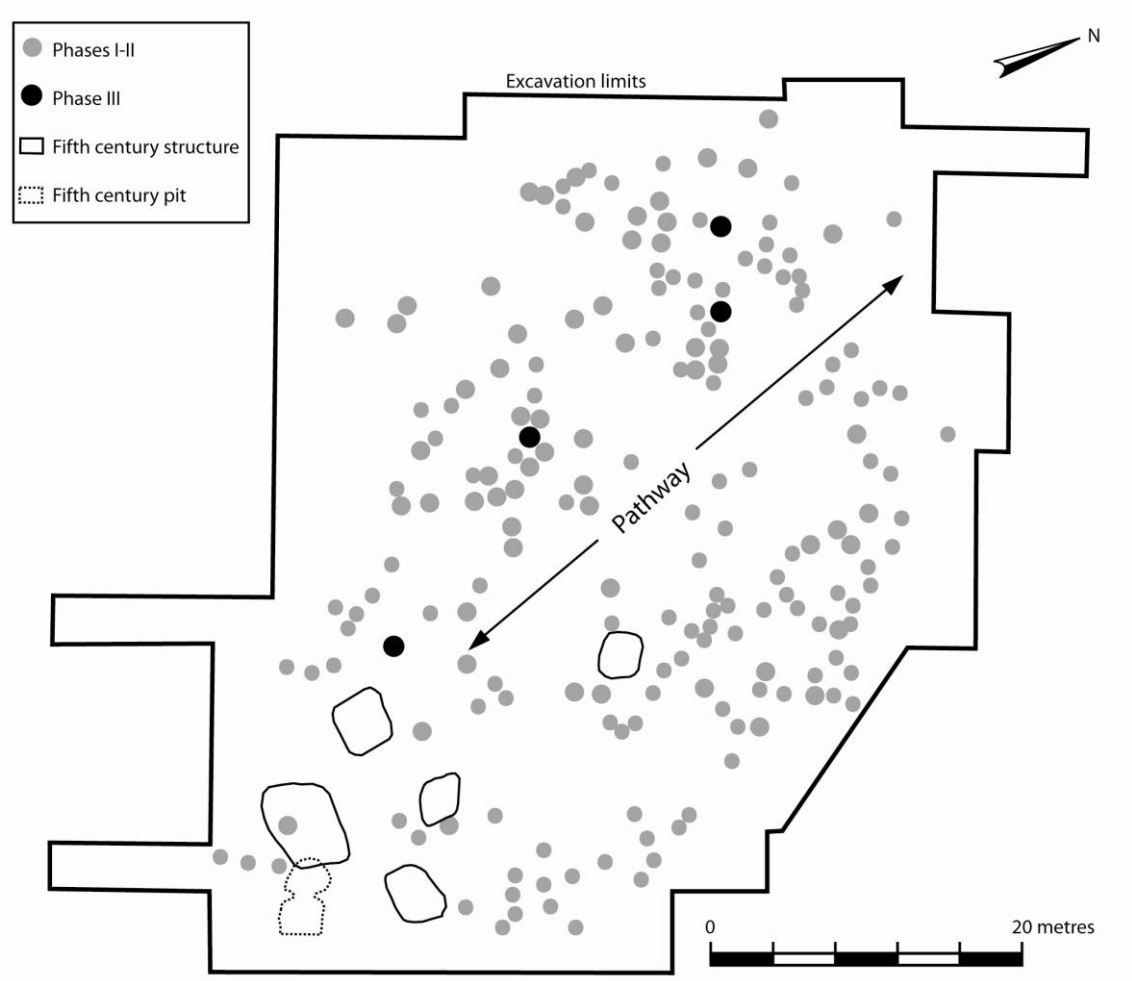 Phases I-II
Phase III
Fifth century structure
Fifth century pit
Excavation limits
N
Pathway
0
20 metres